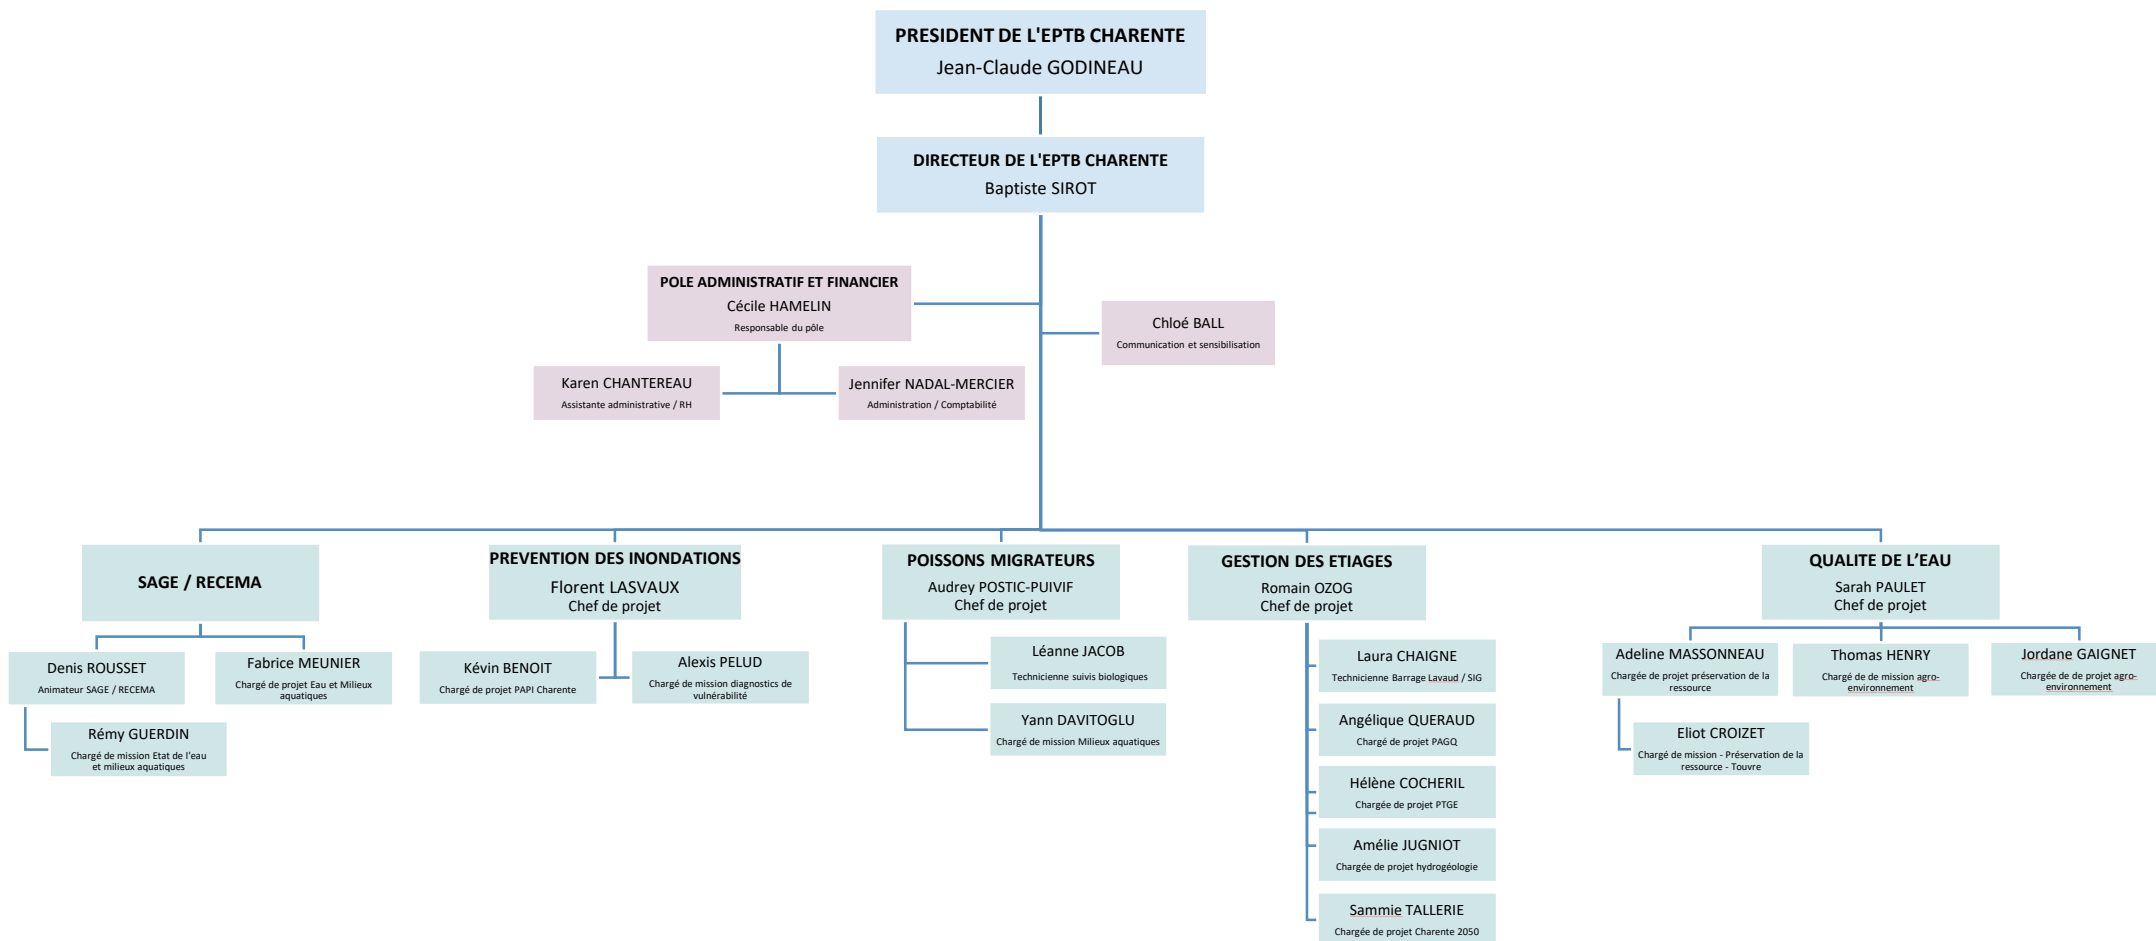 PRESIDENT DE L'EPTB CHARENTE
Jean-Claude GODINEAU
DIRECTEUR DE L'EPTB CHARENTE
Baptiste SIROT
POLE ADMINISTRATIF ET FINANCIER
Cécile HAMELIN
Responsable du pôle
Chloé BALL
Communication et sensibilisation
Karen CHANTEREAU
Assistante administrative / RH
Jennifer NADAL-MERCIER
Administration / Comptabilité
SAGE / RECEMA
Denis ROUSSET
Animateur SAGE / RECEMA
Fabrice MEUNIER
Chargé de projet Eau et Milieux
aquatiques
Rémy GUERDIN
Chargé de mission Etat de l'eau
et milieux aquatiques
PREVENTION DES INONDATIONS
Florent LASVAUX
Chef de projet
Kévin BENOIT
Chargé de projet PAPI Charente
Alexis PELUD
Chargé de mission diagnostics de
vulnérabilité
POISSONS MIGRATEURS
Audrey POSTIC-PUIVIF
Chef de projet
Léanne JACOB
Technicienne suivis biologiques
Yann DAVITOGLU
Chargé de mission Milieux aquatiques
GESTION DES ETIAGES
Romain OZOG
Chef de projet
Laura CHAIGNE
Technicienne Barrage Lavaud / SIG
Angélique QUERAUD
Chargé de projet PAGQ
Hélène COCHERIL
Chargée de projet PTGE
Amélie JUGNIOT
Chargée de projet hydrogéologie
Sammie TALLERIE
Chargée de projet Charente 2050
QUALITE DE L’EAU
Sarah PAULET
Chef de projet
Adeline MASSONNEAU
Chargée de projet préservation de la
ressource
Thomas HENRY
Chargé de de mission agro-
environnement
Jordane GAIGNET
Chargée de de projet agro-
environnement
Eliot CROIZET
Chargé de mission - Préservation de la
ressource - Touvre